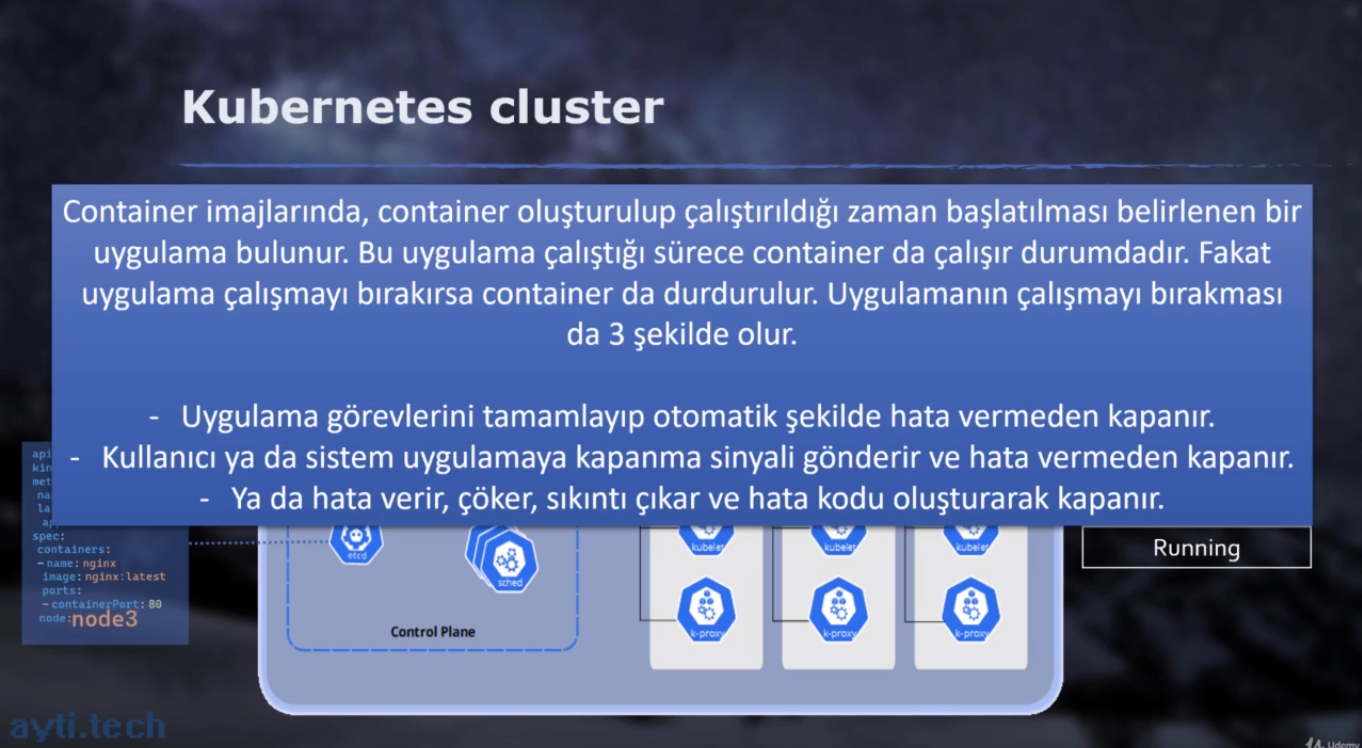 Kubernetes cluster
Container imajlarında, container oluşturulup çalıştırıldığı zaman başlatılması belirlenen bir
uygulama bulunur. Bu uygulama çalıştığı sürece container da çalışır durumdadır. Fakat
uygulama çalışmayı bırakırsa container da durdurulur. Uygulamanın çalışmayı bırakması
da 3 şekilde olur.
- Uygulama görevlerini tamamlayıp otomatik şekilde hata vermeden kapanır.
- Kullanıcı ya da sistem uygulamaya kapanma sinyali gönderir ve hata vermeden kapanır.
- Ya da hata verir, çöker, sıkıntı çıkar ve hata kodu oluşturarak kapanır.
spec:
containers:
- name: nginx
image: nginx:latest
ports:
- containerPort: 80
node: node3
etcd
sched
Control Plane
kubelet
kubelet
kubelet
k-proxy
k-proxy
k-proxy
Running
ayti.tech
Udemy